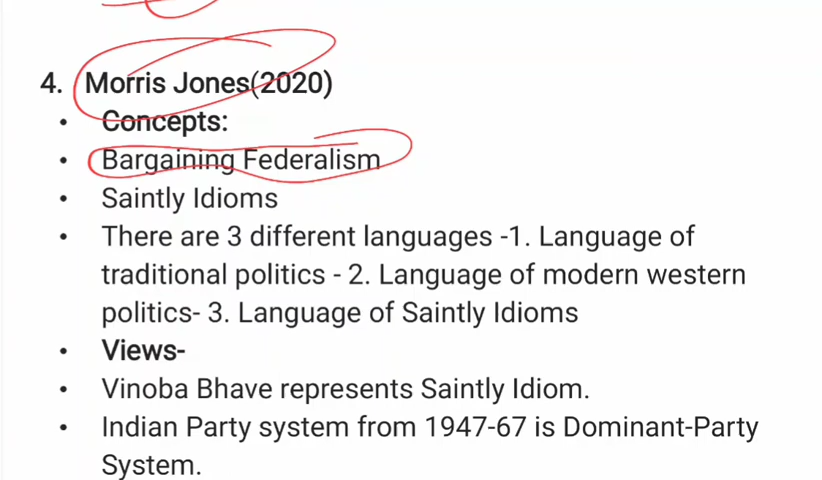 4. Morris Jones(2020)
• Concepts:
• Bargaining Federalism
• Saintly Idioms
• There are 3 different languages -1. Language of
traditional politics - 2. Language of modern western
politics- 3. Language of Saintly Idioms
• Views-
• Vinoba Bhave represents Saintly Idiom.
• Indian Party system from 1947-67 is Dominant-Party
System.